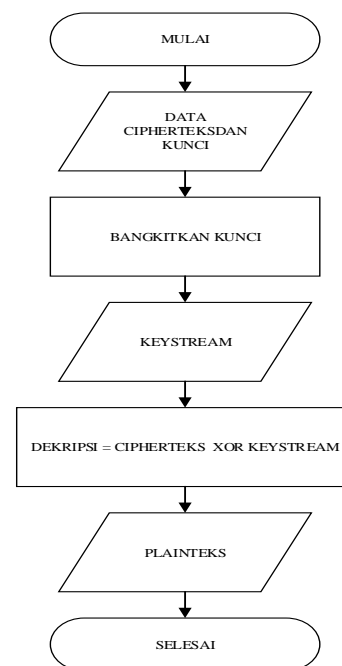 MULAI
DATA
CIPHERTEKSDAN
KUNCI
BANGKITKAN KUNCI
KEYSTREAM
DEKRIPSI = CIPHERTEKS XOR KEYSTREAM
PLAINTEKS
SELESAI